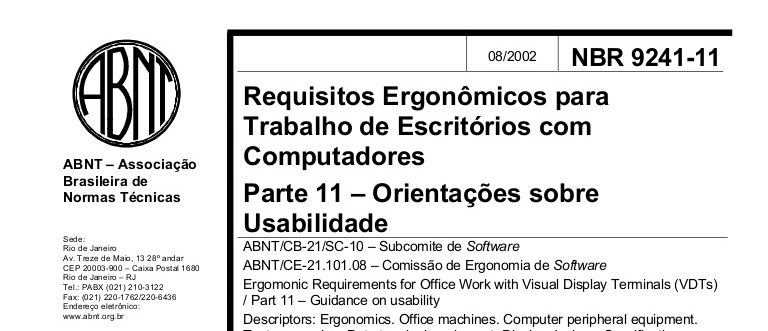 08/2002
NBR 9241-11
ABNT
ABNT – Associação
Brasileira de
Normas Técnicas
Sede:
Rio de Janeiro
Av. Treze de Maio, 13 28º andar
CEP 20003-900 – Caixa Postal 1680
Rio de Janeiro – RJ
Tel.: PABX (021) 210-3122
Fax: (021) 220-1762/220-6436
Endereço eletrônico:
www.abnt.org.br
Requisitos Ergonômicos para
Trabalho de Escritórios com
Computadores
Parte 11 – Orientações sobre
Usabilidade
ABNT/CB-21/SC-10 – Subcomite de Software
ABNT/CE-21.101.08 – Comissão de Ergonomia de Software
Ergomonic Requirements for Office Work with Visual Display Terminals (VDTs)
/ Part 11 – Guidance on usability
Descriptors: Ergonomics. Office machines. Computer peripheral equipment.